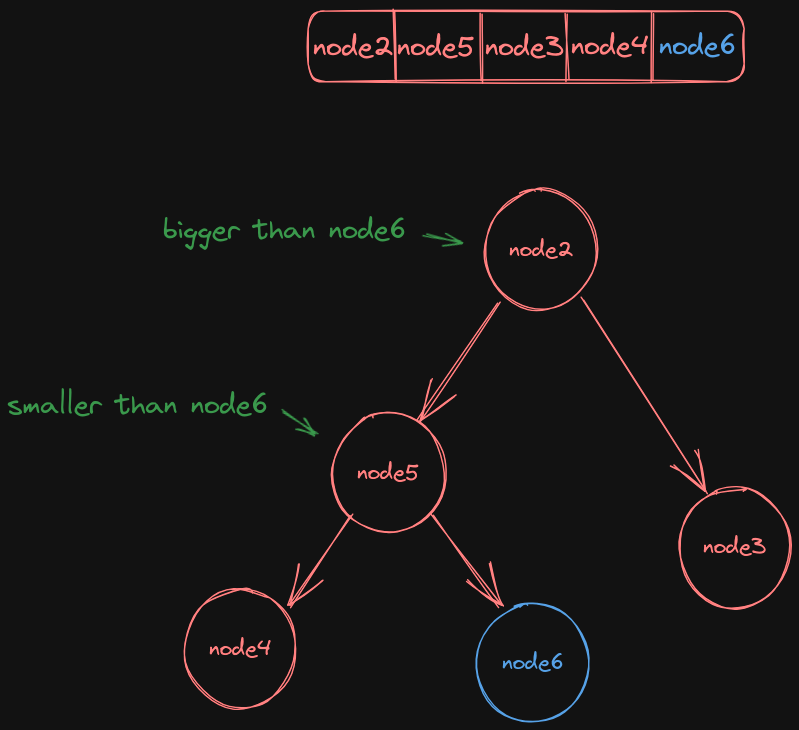 node2 node5 node3 node4 node6
bigger than node6
node2
smaller than node6
node5
node3
node4
node6